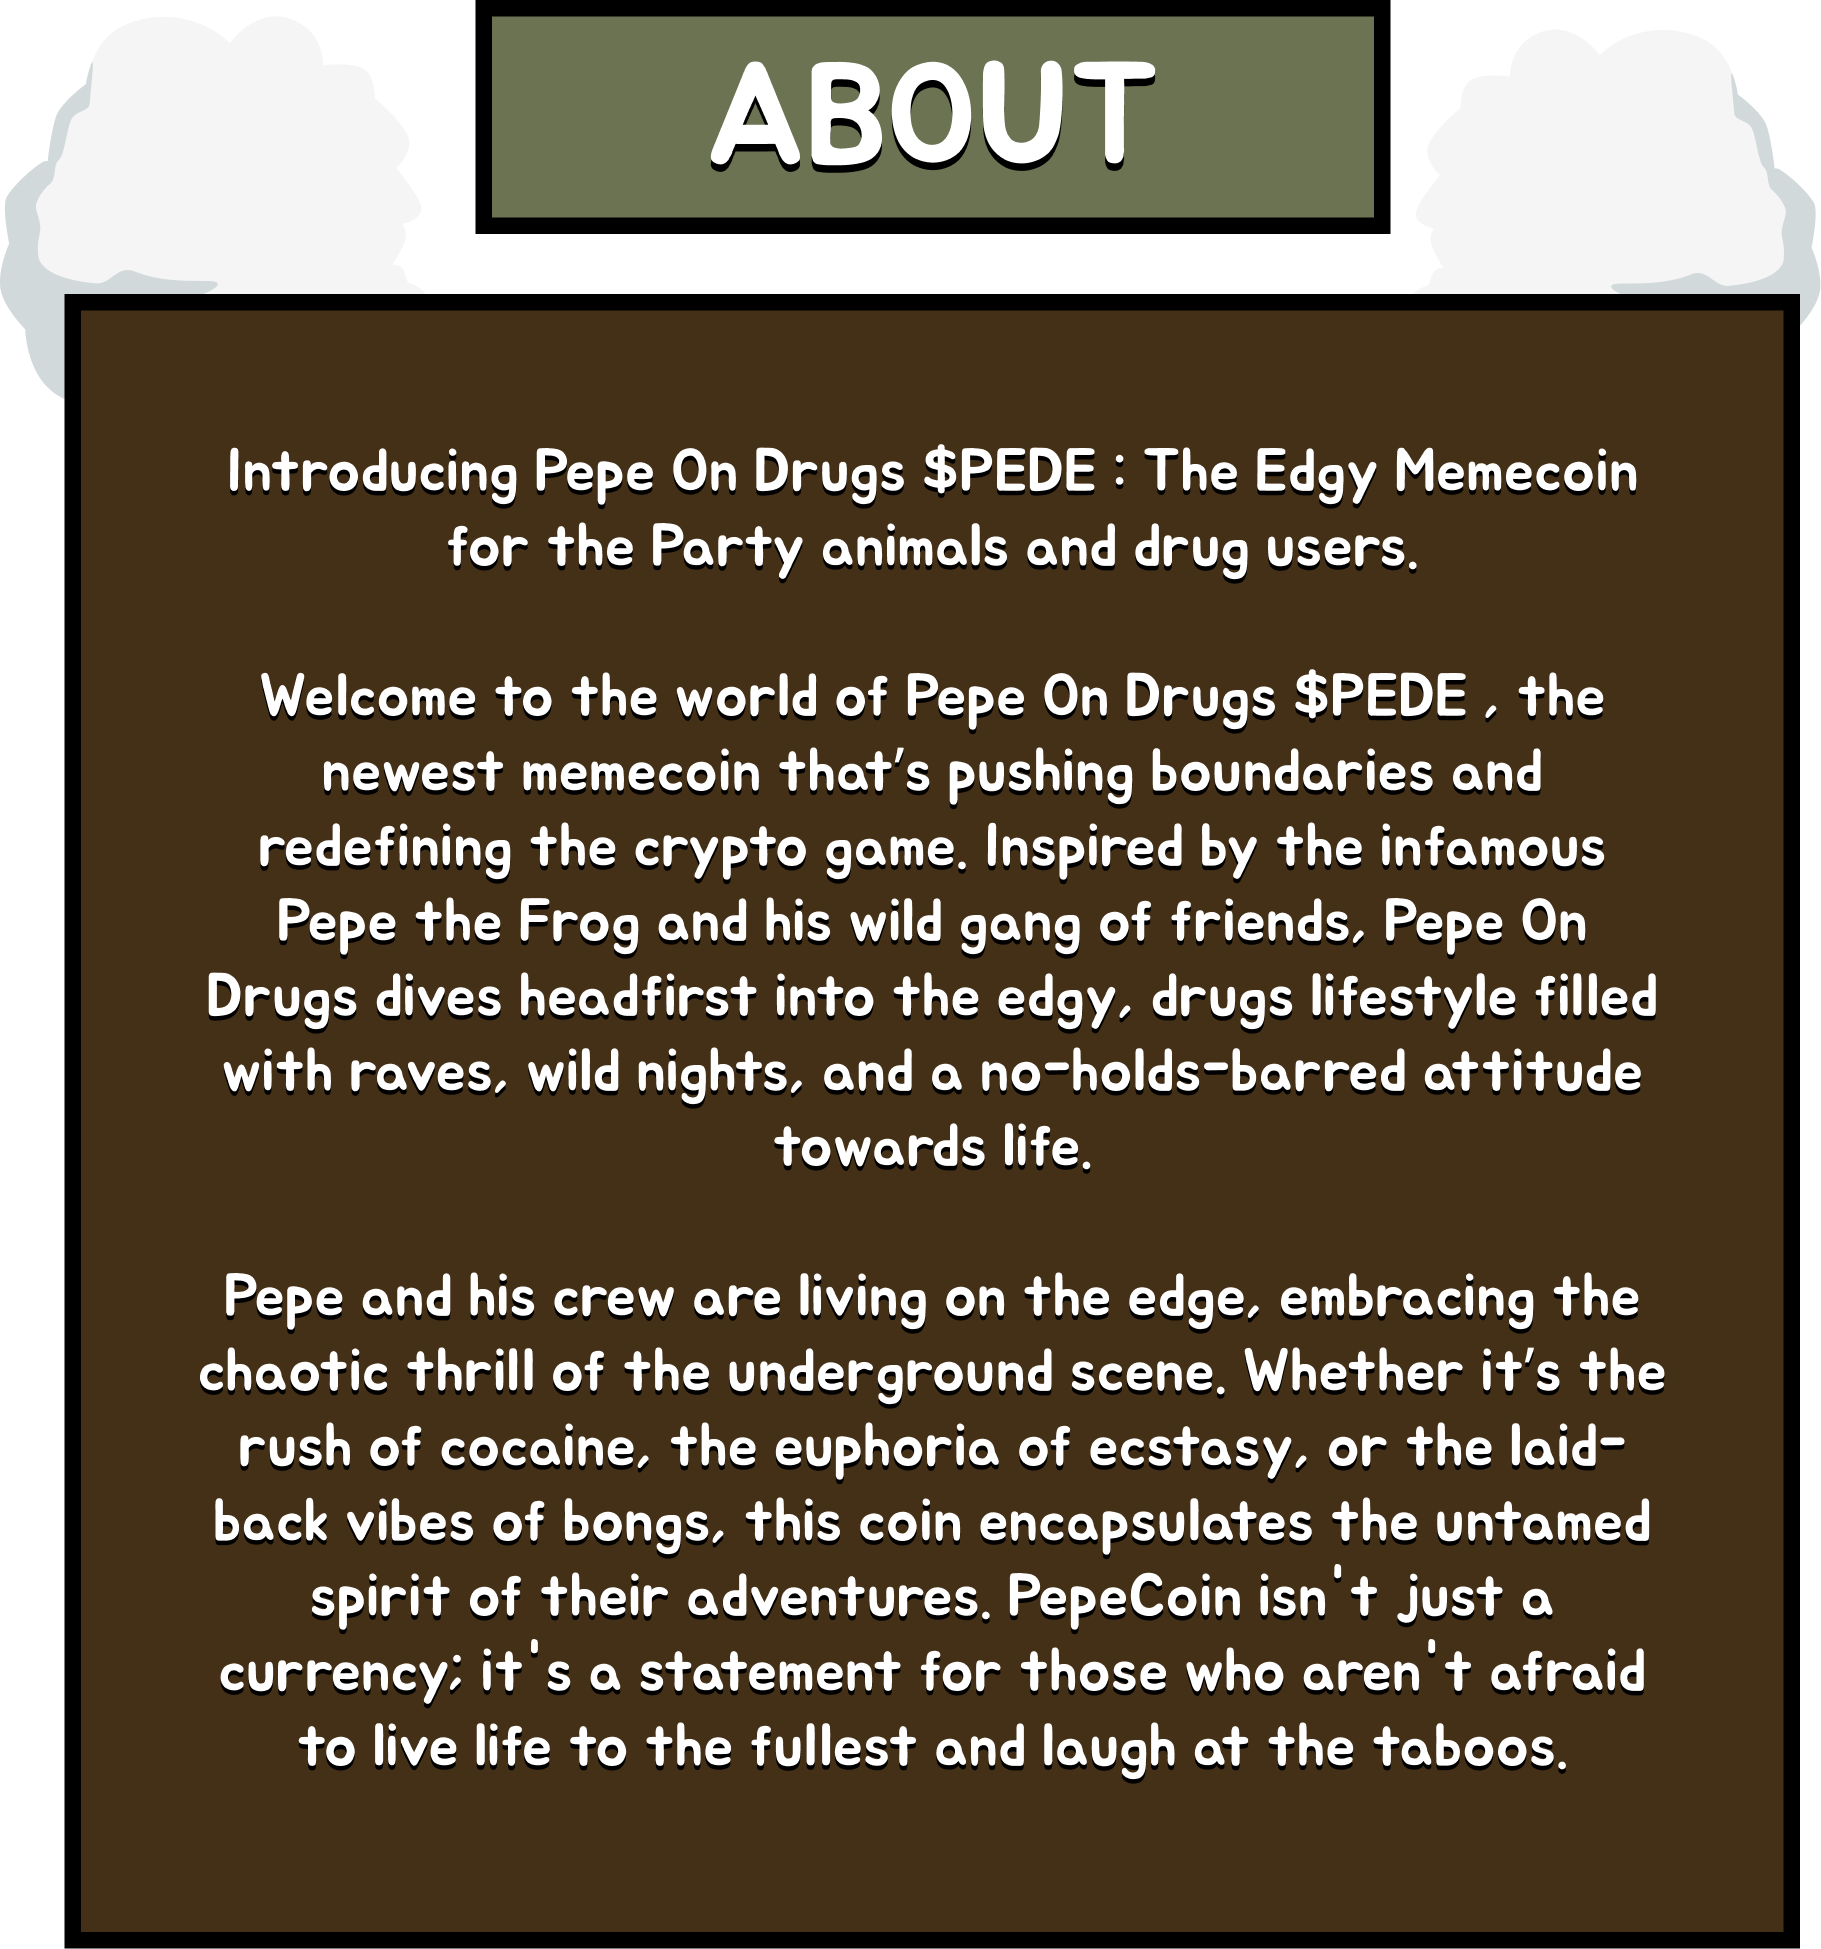 ABOUT
Introducing Pepe On Drugs $PEDE : The Edgy Memecoin
for the Party animals and drug users.
Welcome to the world of Pepe On Drugs $PEDE , the
newest memecoin that’s pushing boundaries and
redefining the crypto game. Inspired by the infamous
Pepe the Frog and his wild gang of friends, Pepe On
Drugs dives headfirst into the edgy, drugs lifestyle filled
with raves, wild nights, and a no-holds-barred attitude
towards life.
Pepe and his crew are living on the edge, embracing the
chaotic thrill of the underground scene. Whether it’s the
rush of cocaine, the euphoria of ecstasy, or the laid-
back vibes of bongs, this coin encapsulates the untamed
spirit of their adventures. PepeCoin isn't just a
currency; it's a statement for those who aren't afraid
to live life to the fullest and laugh at the taboos.